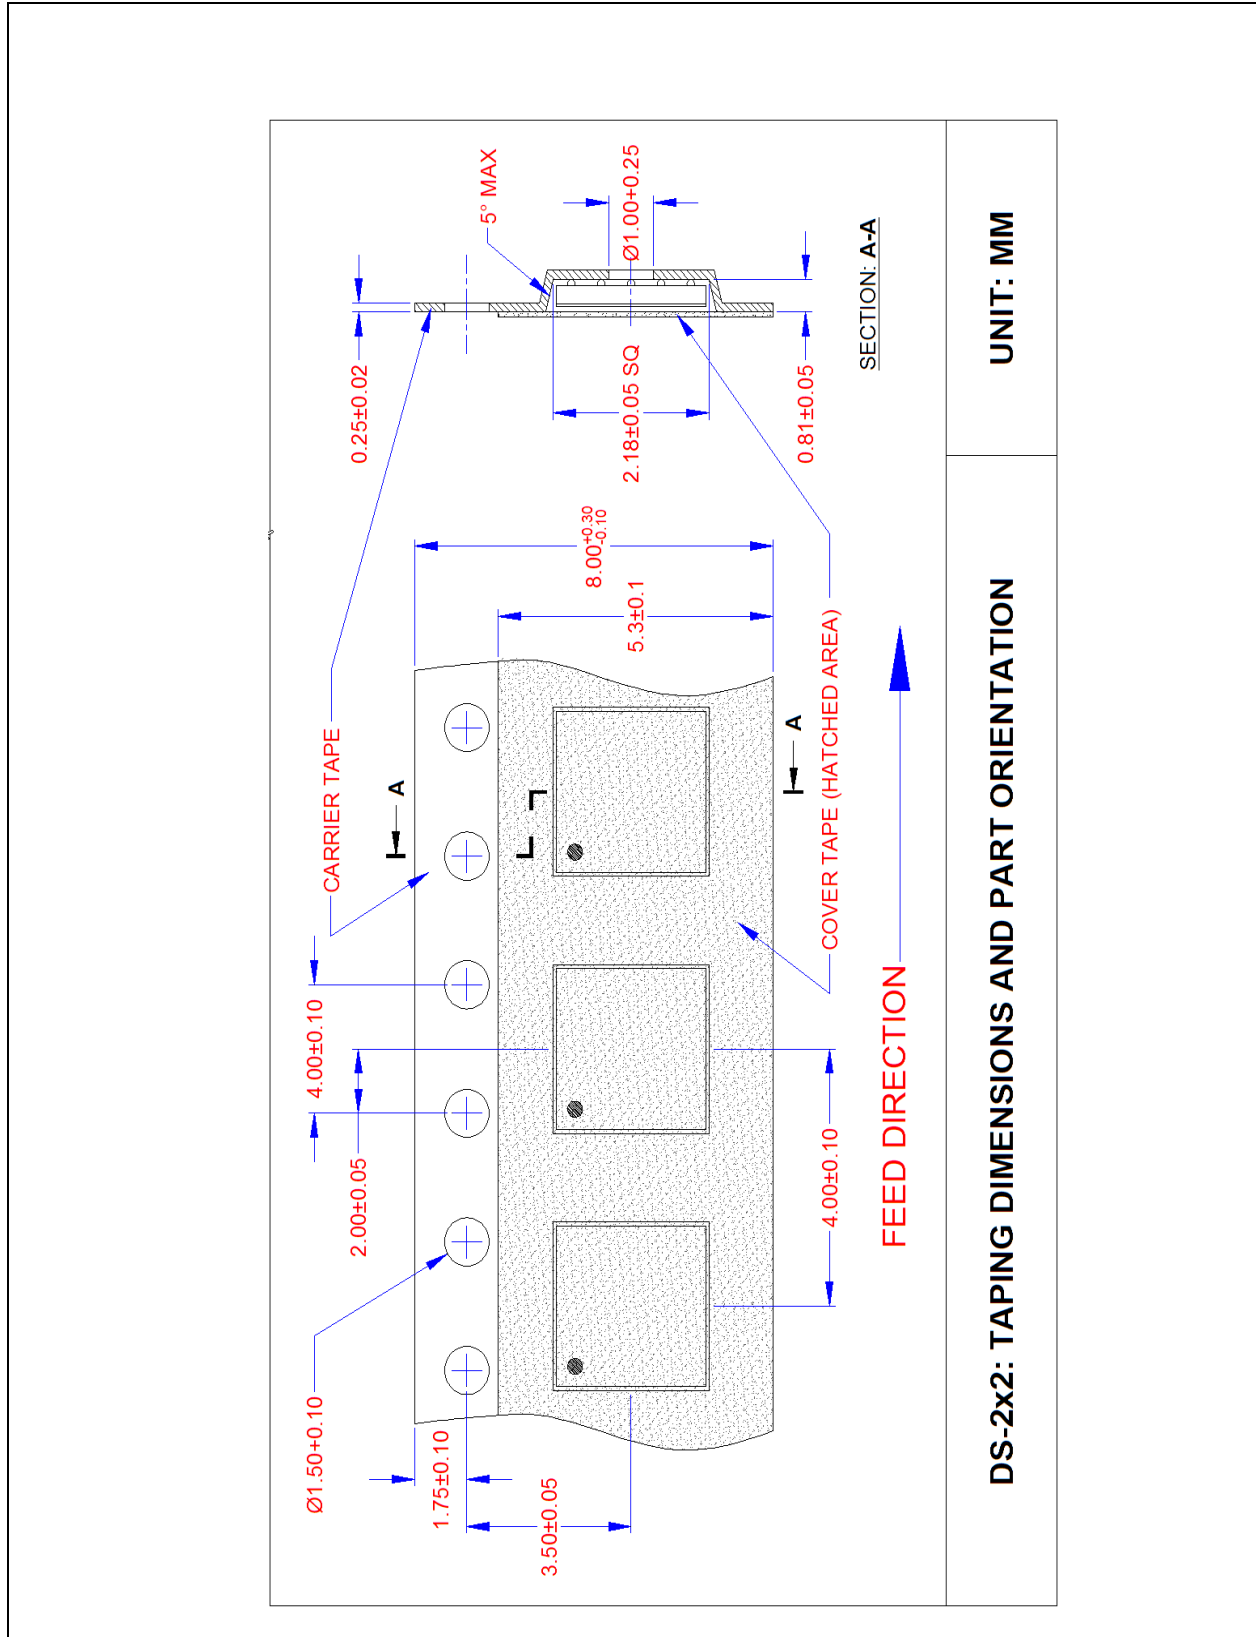 CARRIER TAPE
0.25±0.02
5° MAX
Ø1.00+0.25
2.18±0.05 SQ
0.81±0.05
SECTION: A-A
8.00+0.30 -0.10
5.3±0.1
A
A
4.00±0.10
2.00±0.05
Ø1.50+0.10
1.75±0.10
3.50±0.05
4.00±0.10
COVER TAPE (HATCHED AREA)
FEED DIRECTION
DS-2x2: TAPING DIMENSIONS AND PART ORIENTATION
UNIT: MM